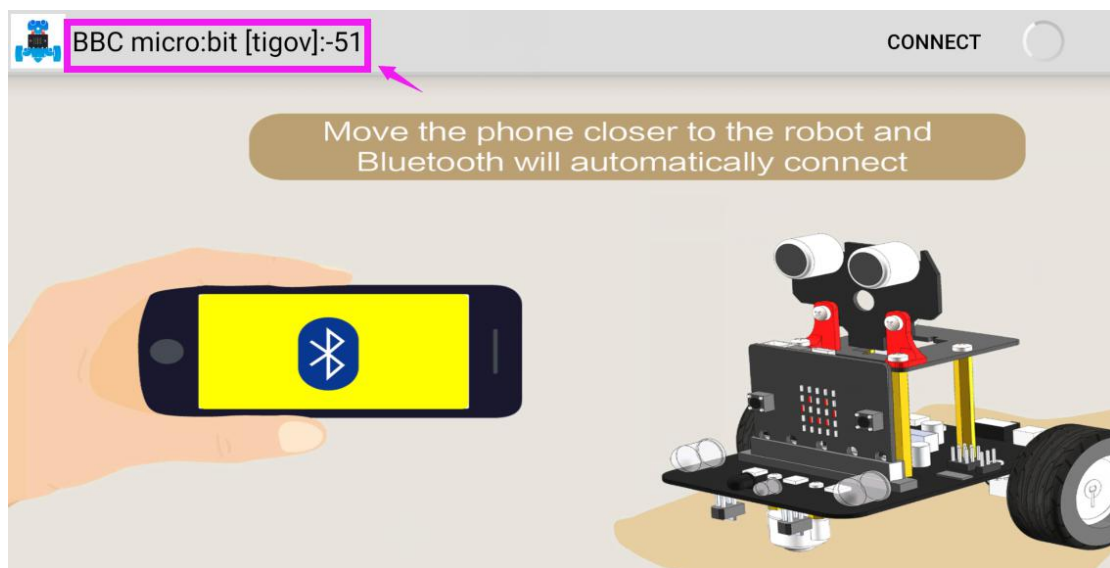 BBC micro:bit [tigov]:-51
CONNECT
Move the phone closer to the robot and
Bluetooth will automatically connect